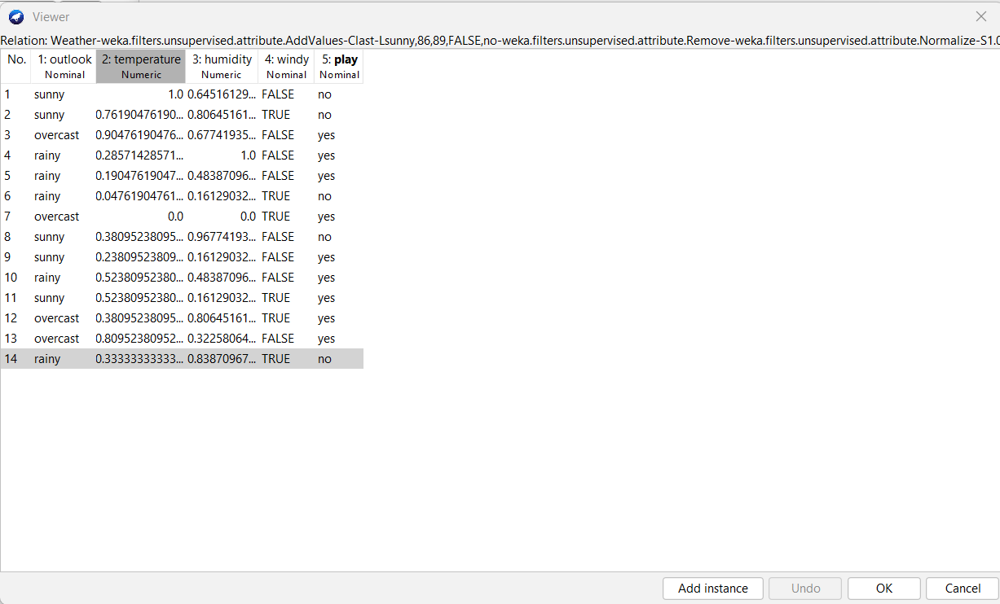 Viewer
Relation: Weather-weka.filters.unsupervised.attribute.AddValues-Clast-Lsunny,86,89,FALSE,no-weka.filters.unsupervised.attribute.Remove-weka.filters.unsupervised.attribute.Normalize-S1.0
No. 1: outlook 2: temperature 3: humidity 4: windy 5: play
Nominal Numeric Numeric Nominal Nominal
1 sunny 1.0 0.64516129... FALSE no
2 sunny 0.76190476190... 0.80645161... TRUE no
3 overcast 0.90476190476... 0.67741935... FALSE yes
4 rainy 0.28571428571... 1.0 FALSE yes
5 rainy 0.19047619047... 0.48387096... FALSE yes
6 rainy 0.04761904761... 0.16129032... TRUE no
7 overcast 0.0 0.0 TRUE yes
8 sunny 0.38095238095... 0.96774193... FALSE no
9 sunny 0.23809523809... 0.16129032... FALSE yes
10 rainy 0.52380952380... 0.48387096... FALSE yes
11 sunny 0.52380952380... 0.16129032... TRUE yes
12 overcast 0.38095238095... 0.80645161... TRUE yes
13 overcast 0.80952380952... 0.32258064... FALSE yes
14 rainy 0.33333333333... 0.83870967... TRUE no
Add instance Undo OK Cancel